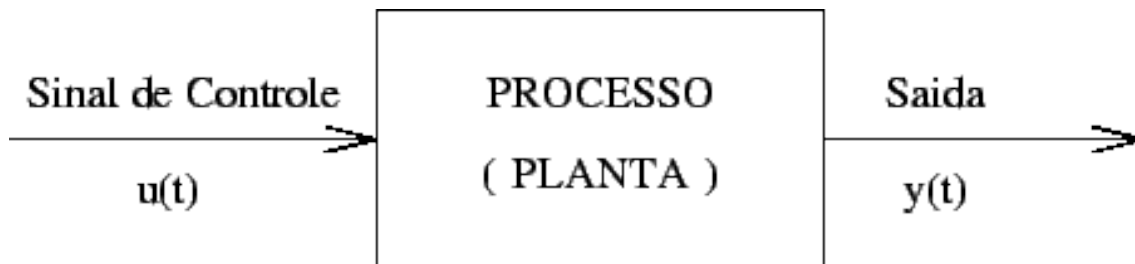 Sinal de Controle
u(t)
PROCESSO
( PLANTA )
Saida
y(t)